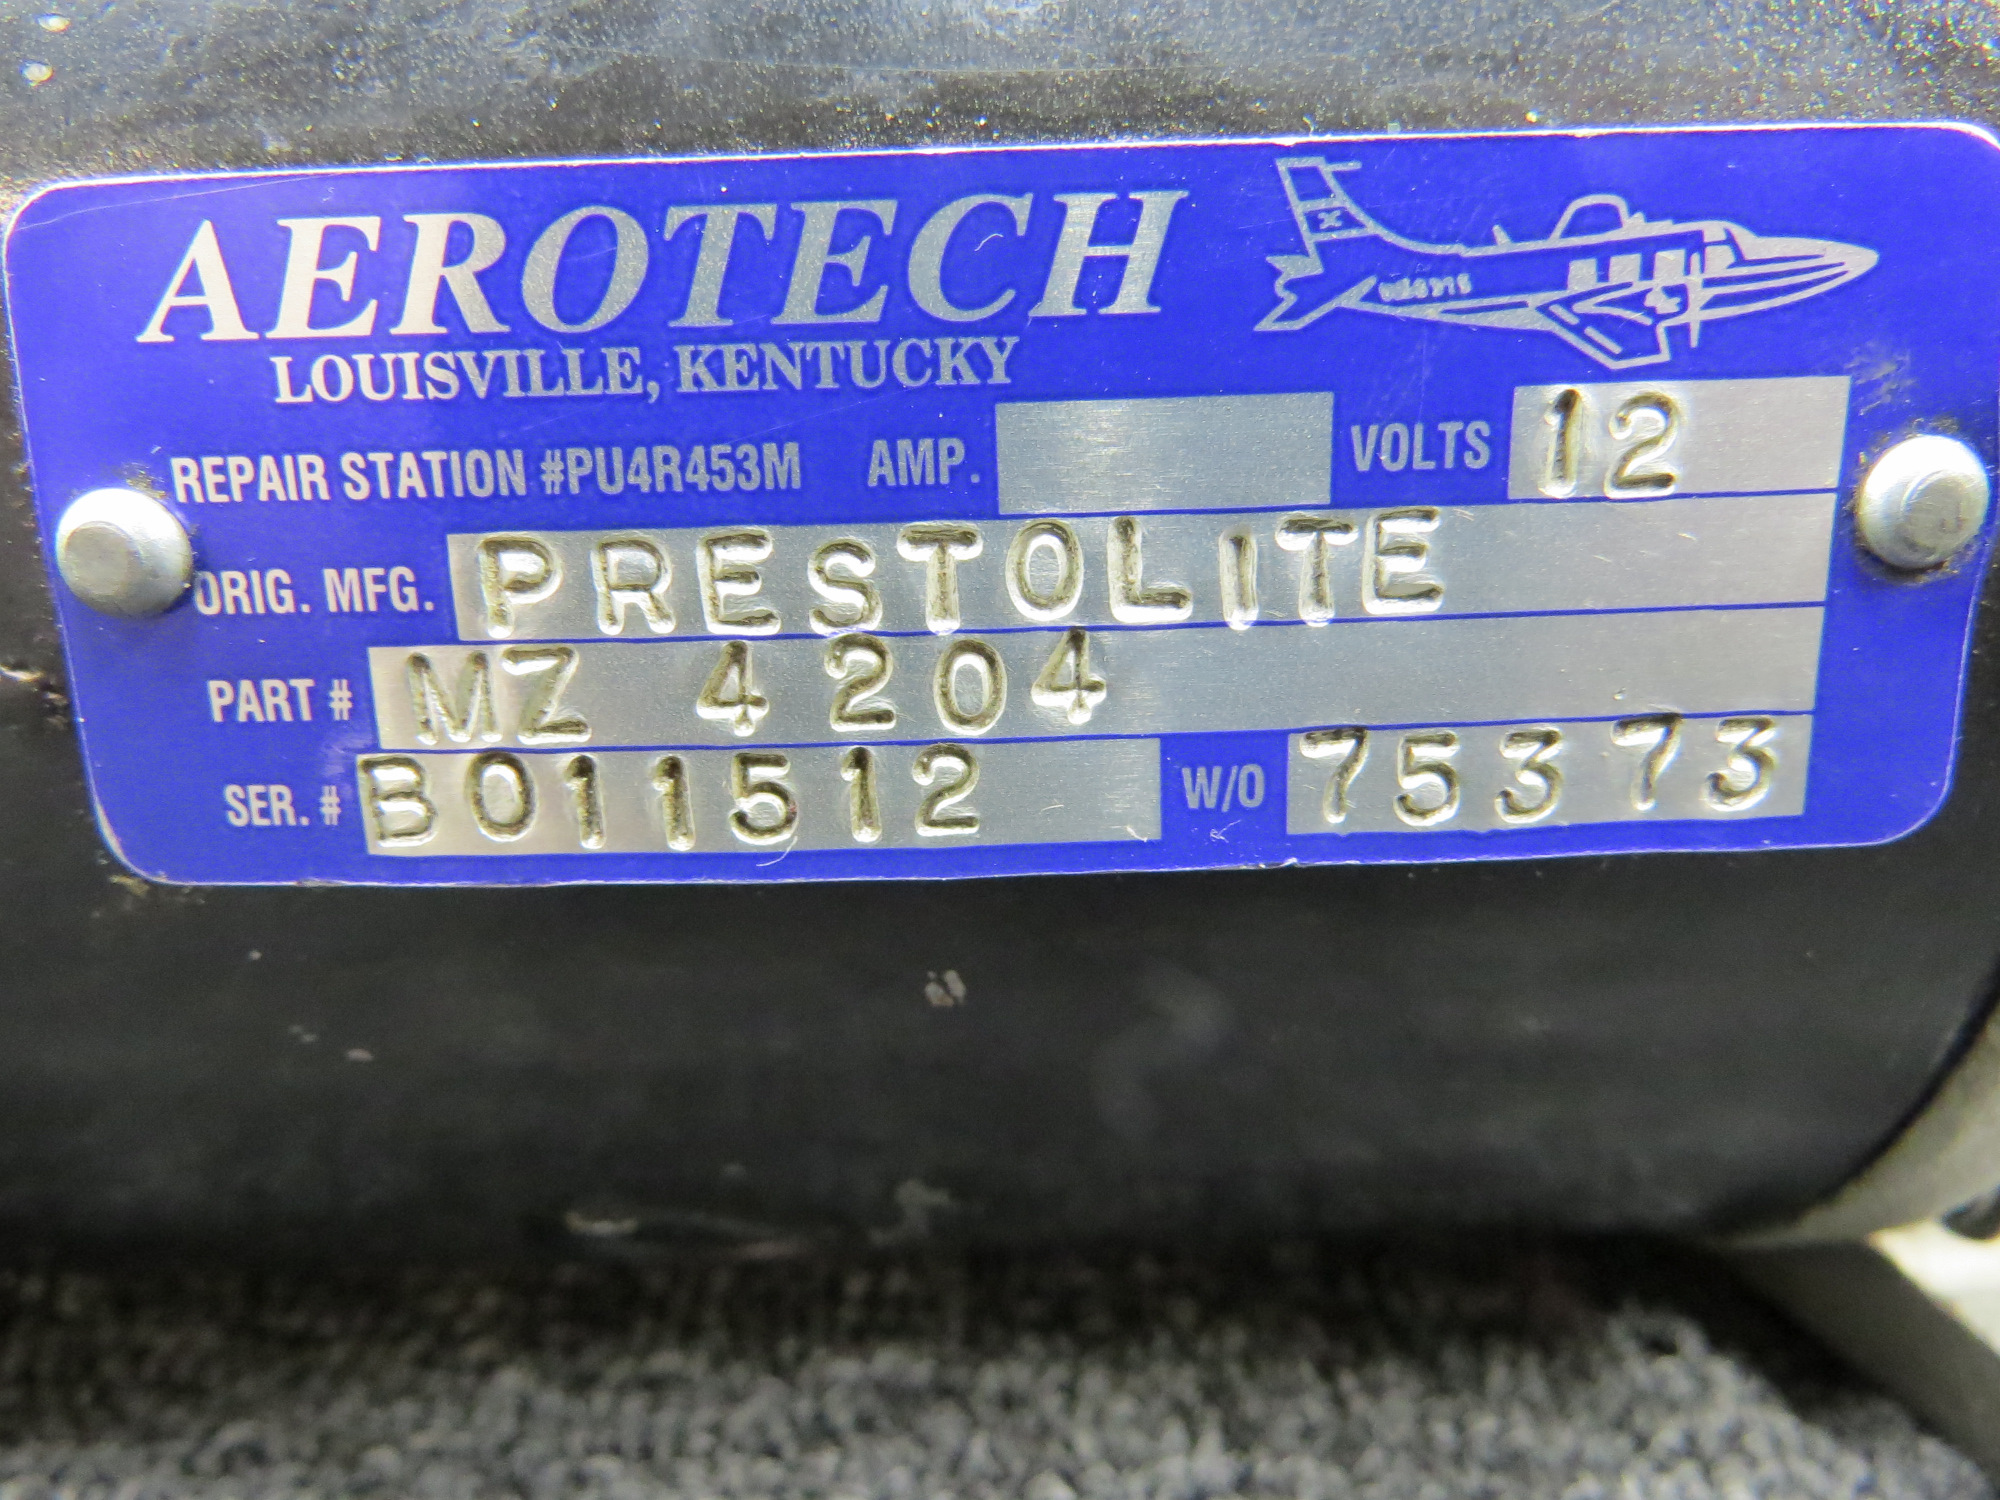 AEROTECH
LOUISVILLE, KENTUCKY
REPAIR STATION #PU4R453M AMP. VOLTS 12
ORIG. MFG. PRESTOLITE
PART # MZ 4204
SER. # B011512 W/O 75373